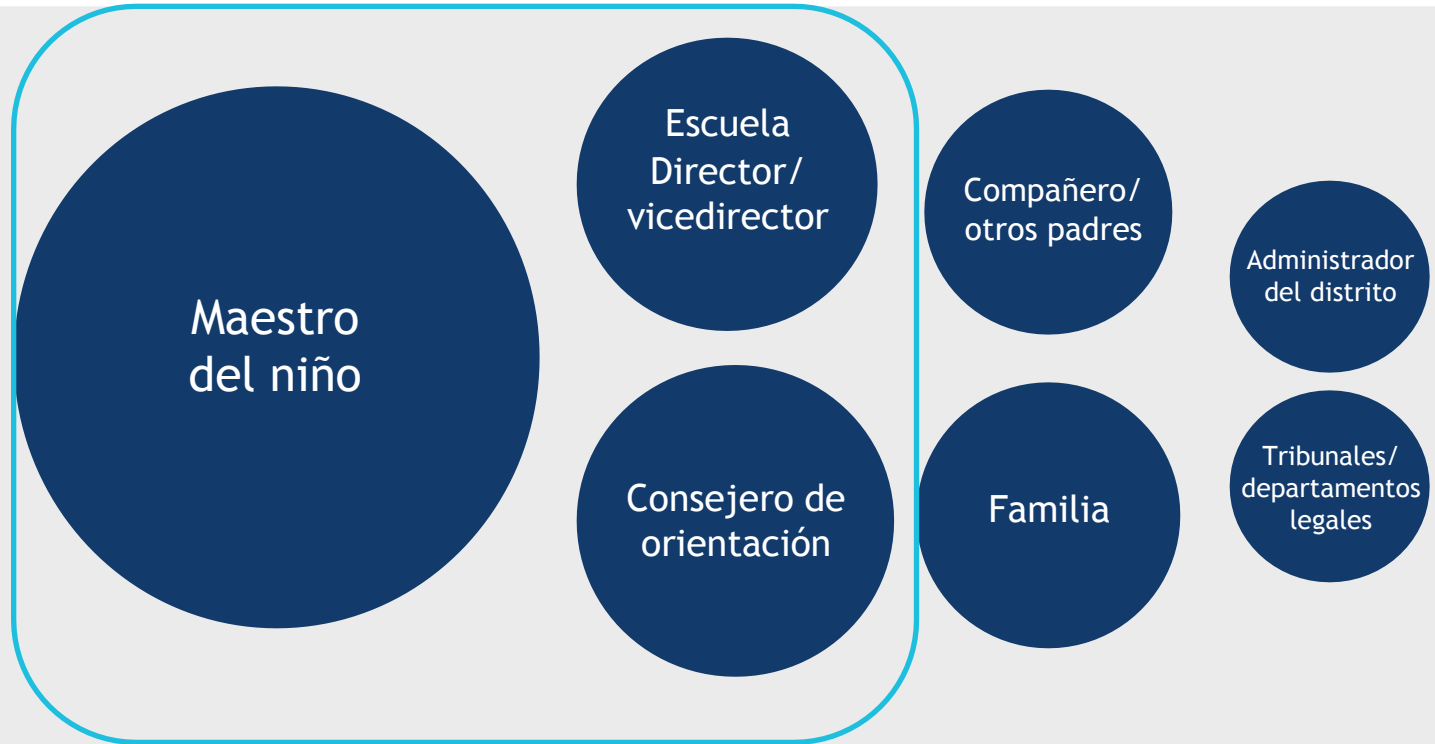 Maestro
del niño
Escuela
Director/
vicedirector
Consejero de
orientación
Compañero/
otros padres
Familia
Administrador
del distrito
Tribunales/
departamentos
legales